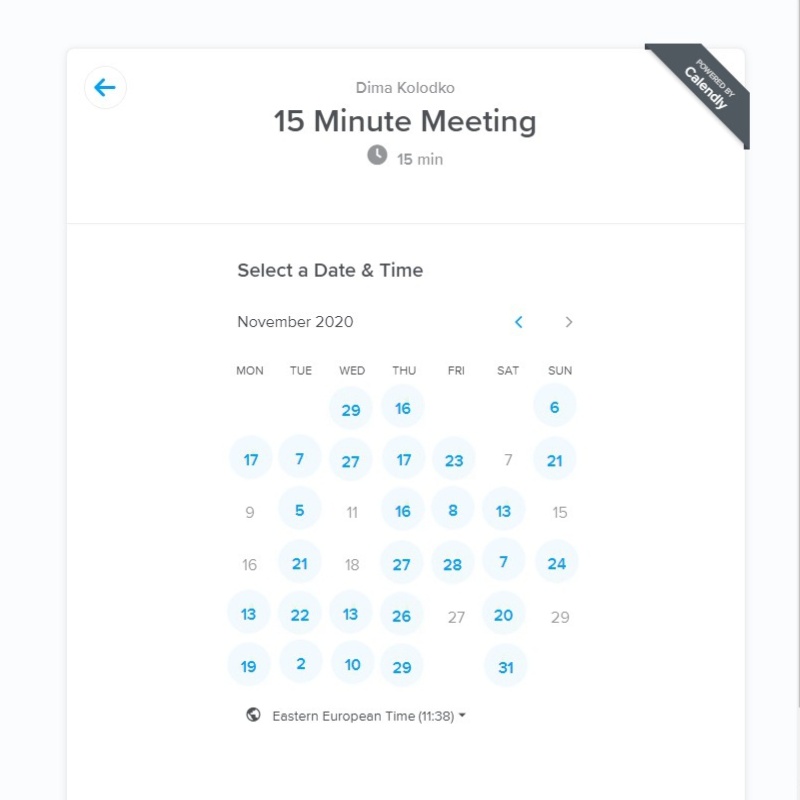 Dima Kolodko
POWERED BY
Calendly
15 Minute Meeting
15 min
Select a Date & Time
November 2020
MON TUE WED THU FRI SAT SUN
29 16 6
17 7 27 17 23 7 21
9 5 11 16 8 13 15
16 21 18 27 28 7 24
13 22 13 26 27 20 29
19 2 10 29 31
Eastern European Time (11:38)